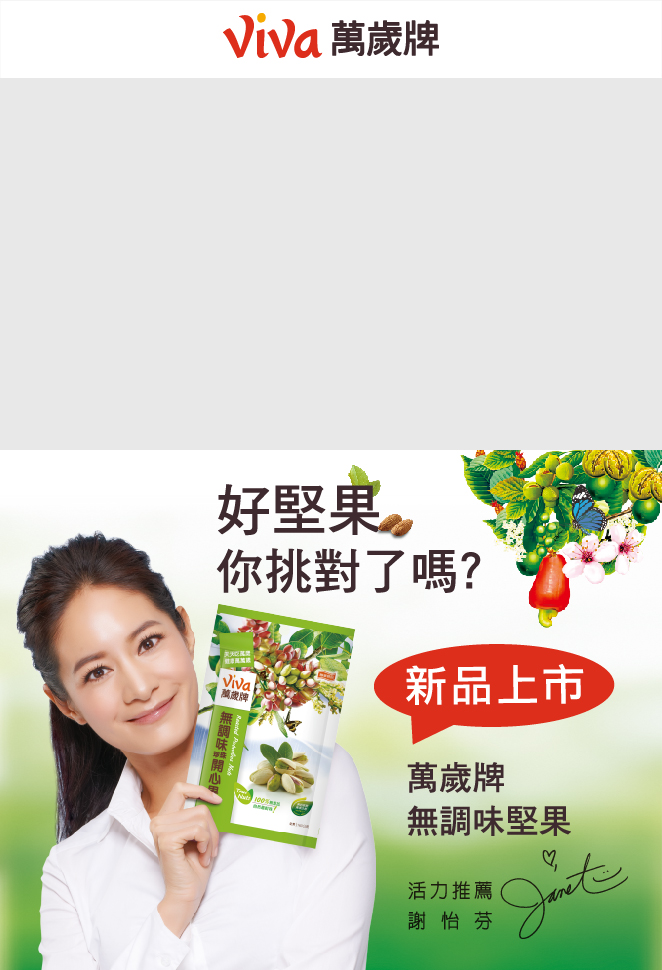 viva 萬歲牌
好堅果
你挑對了嗎?
viva
萬歲牌
無調味開心果
100%
新品上市
萬歲牌
無調味堅果
活力推薦
謝怡芬
Janet